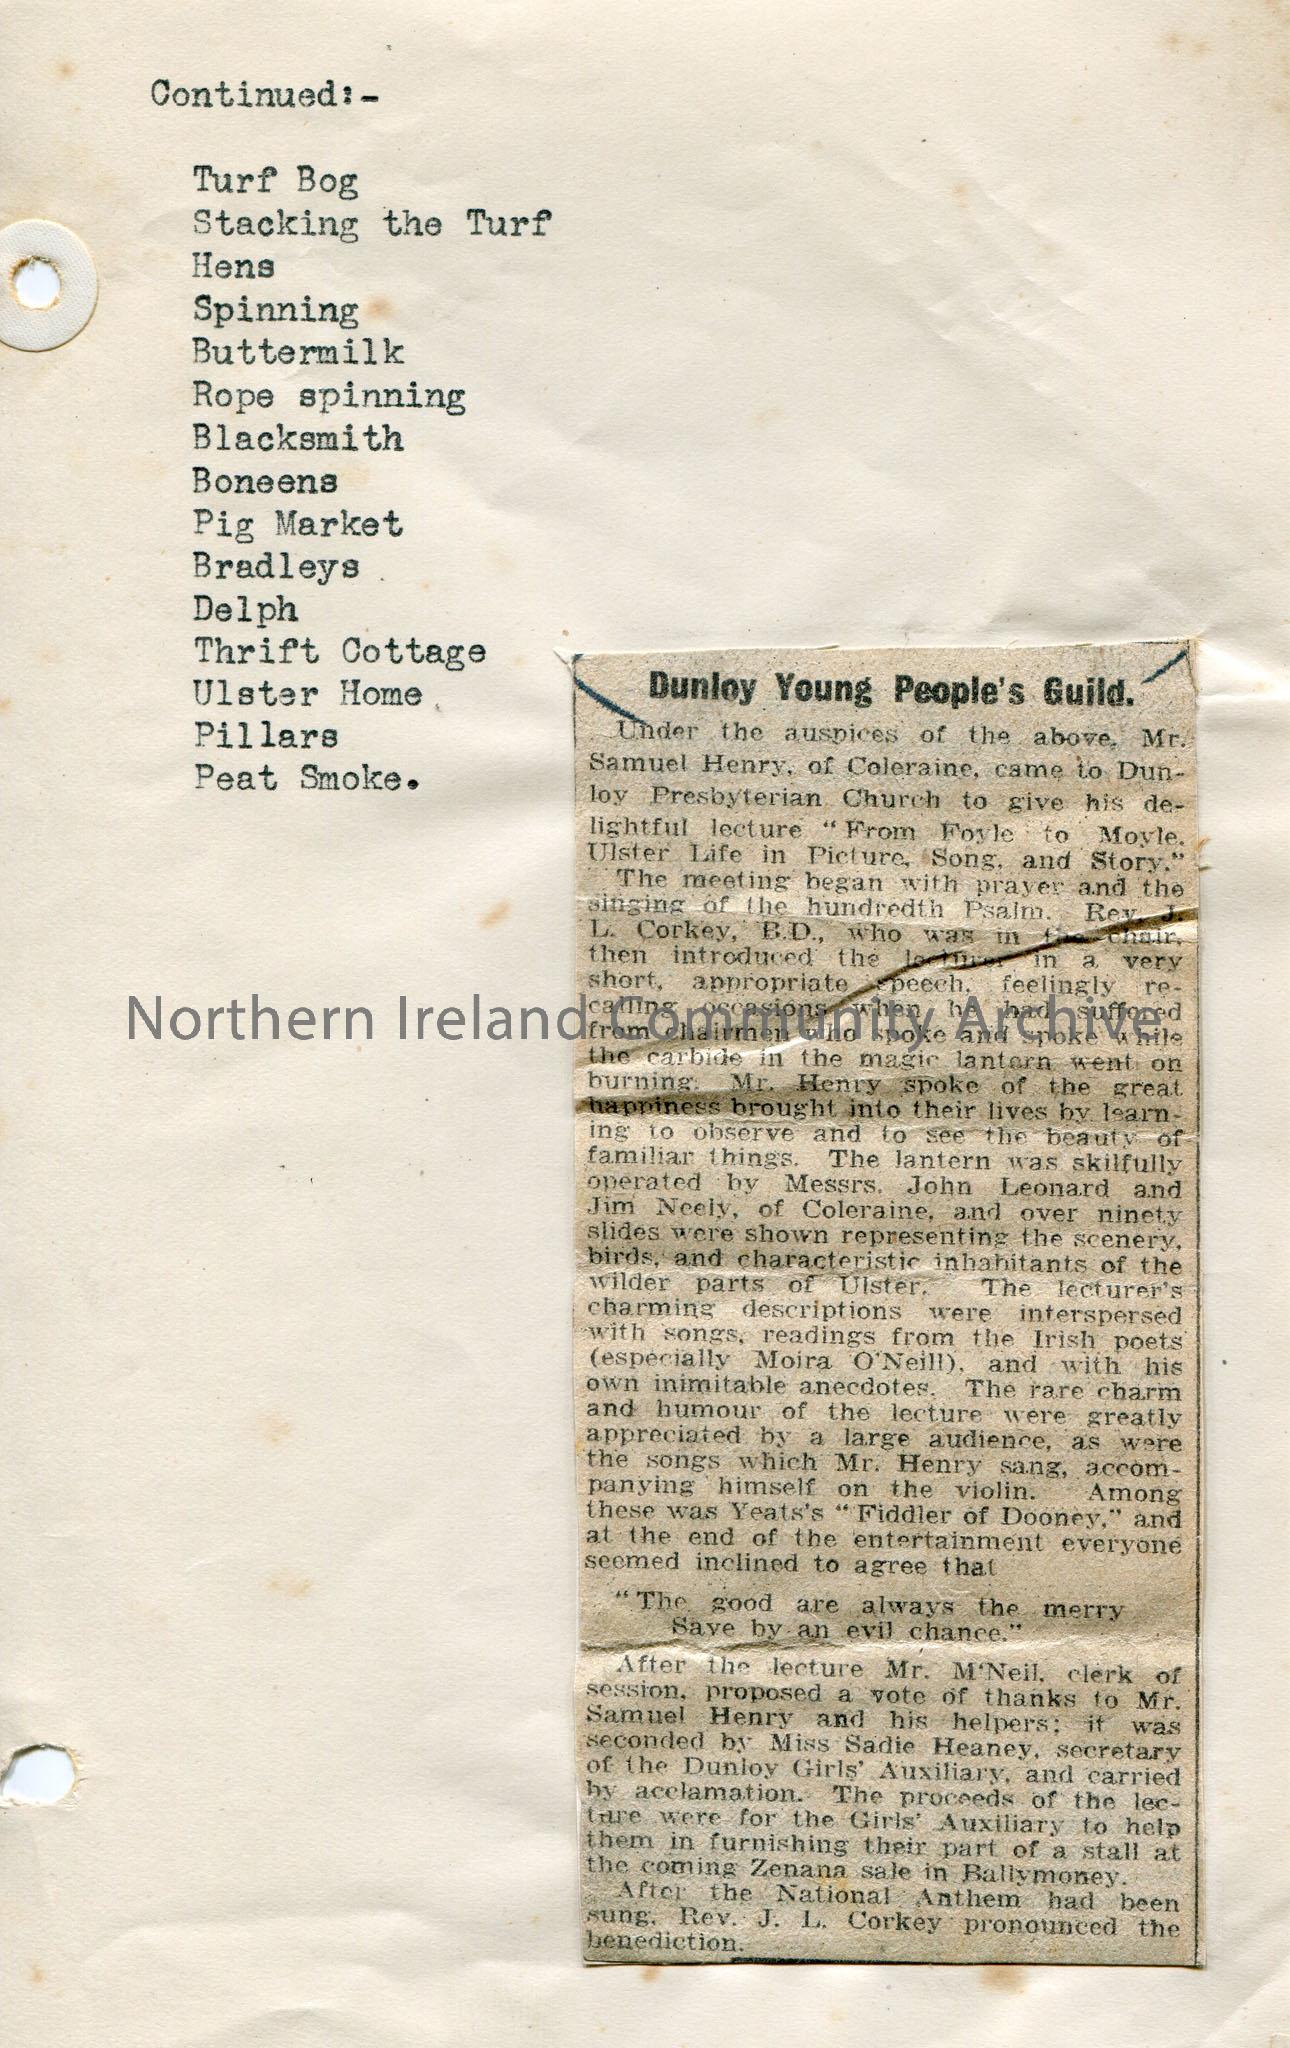 Continued:-
Turf Bog
Stacking the Turf
Hens
Spinning
Buttermilk
Rope spinning
Blacksmith
Boneens
Pig Market
Bradleys
Delph
Thrift Cottage
Ulster Home
Pillars
Peat Smoke.
Dunloy Young People's Guild.
Under the auspices of the above, Mr.
Samuel Henry, of Coleraine, came to Dun-
loy Presbyterian Church to give his de-
lightful lecture "From Foyle to Moyle,
Ulster Life in Picture, Song, and Story."
The meeting began with prayer and the
singing of the hundredth Psalm. Rev. J.
L. Corkey, B.D., who was in the chair,
then introduced the lecturer in a very
short, appropriate speech, feelingly re-
calling occasions when he had suffered
from chairmen who spoke and spoke while
the carbide in the magic lantern went on
burning. Mr. Henry spoke of the great
happiness brought into their lives by learn-
ing to observe and to see the beauty of
familiar things. The lantern was skilfully
operated by Messrs. John Leonard and
Jim Neely, of Coleraine, and over ninety
slides were shown representing the scenery,
birds, and characteristic inhabitants of the
wilder parts of Ulster. The lecturer's
charming descriptions were interspersed
with songs, readings from the Irish poets
(especially Moira O'Neill), and with his
own inimitable anecdotes. The rare charm
and humour of the lecture were greatly
appreciated by a large audience, as were
the songs which Mr. Henry sang, accom-
panying himself on the violin. Among
these was Yeats's "Fiddler of Dooney," and
at the end of the entertainment everyone
seemed inclined to agree that
"The good are always the merry
Save by an evil chance."
After the lecture Mr. M'Neil, clerk of
session, proposed a vote of thanks to Mr.
Samuel Henry and his helpers; it was
seconded by Miss Sadie Heaney, secretary
of the Dunloy Girls' Auxiliary, and carried
by acclamation. The proceeds of the lec-
ture were for the Girls' Auxiliary to help
them in furnishing their part of a stall at
the coming Zenana sale in Ballymoney.
After the National Anthem had been
sung, Rev. J. L. Corkey pronounced the
benediction.
Northern Ireland Community Archive